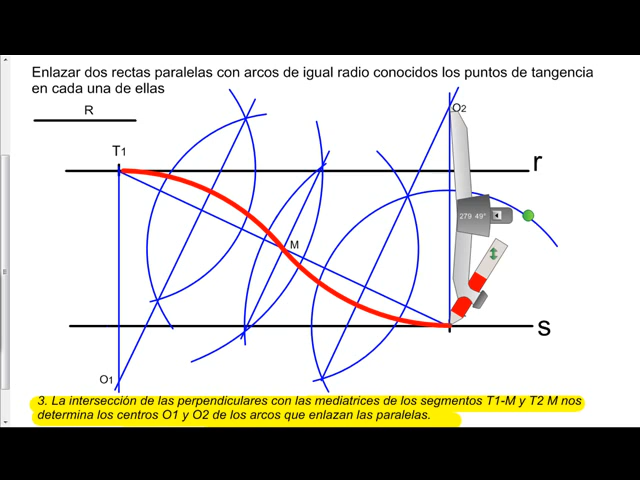 Enlazar dos rectas paralelas con arcos de igual radio conocidos los puntos de tangencia
en cada una de ellas
R
O2
T1
r
279 49°
M
s
O1
3. La intersección de las perpendiculares con las mediatrices de los segmentos T1-M y T2 M nos
determina los centros O1 y O2 de los arcos que enlazan las paralelas.